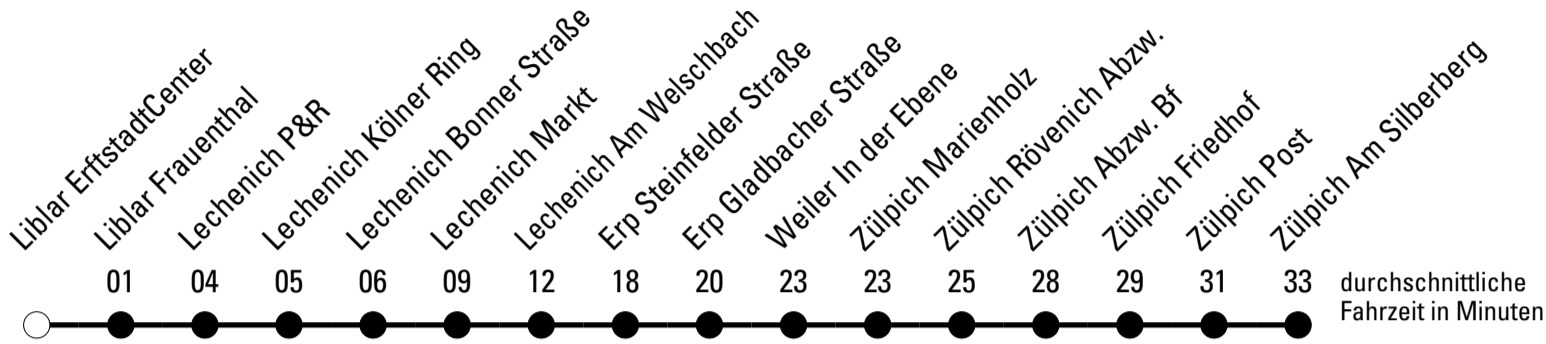 Liblar ErftstadtCenter
Liblar Frauenthal
Lechenich P&R
Lechenich Kölner Ring
Lechenich Bonner Straße
Lechenich Markt
Lechenich Am Welschbach
Erp Steinfelder Straße
Erp Gladbacher Straße
Weiler In der Ebene
Zülpich Marienholz
Zülpich Rövenich Abzw.
Zülpich Abzw. Bf
Zülpich Friedhof
Zülpich Post
Zülpich Am Silberberg
01 04 05 06 09 12 18 20 23 23 25 28 29 31 33
durchschnittliche
Fahrzeit in Minuten